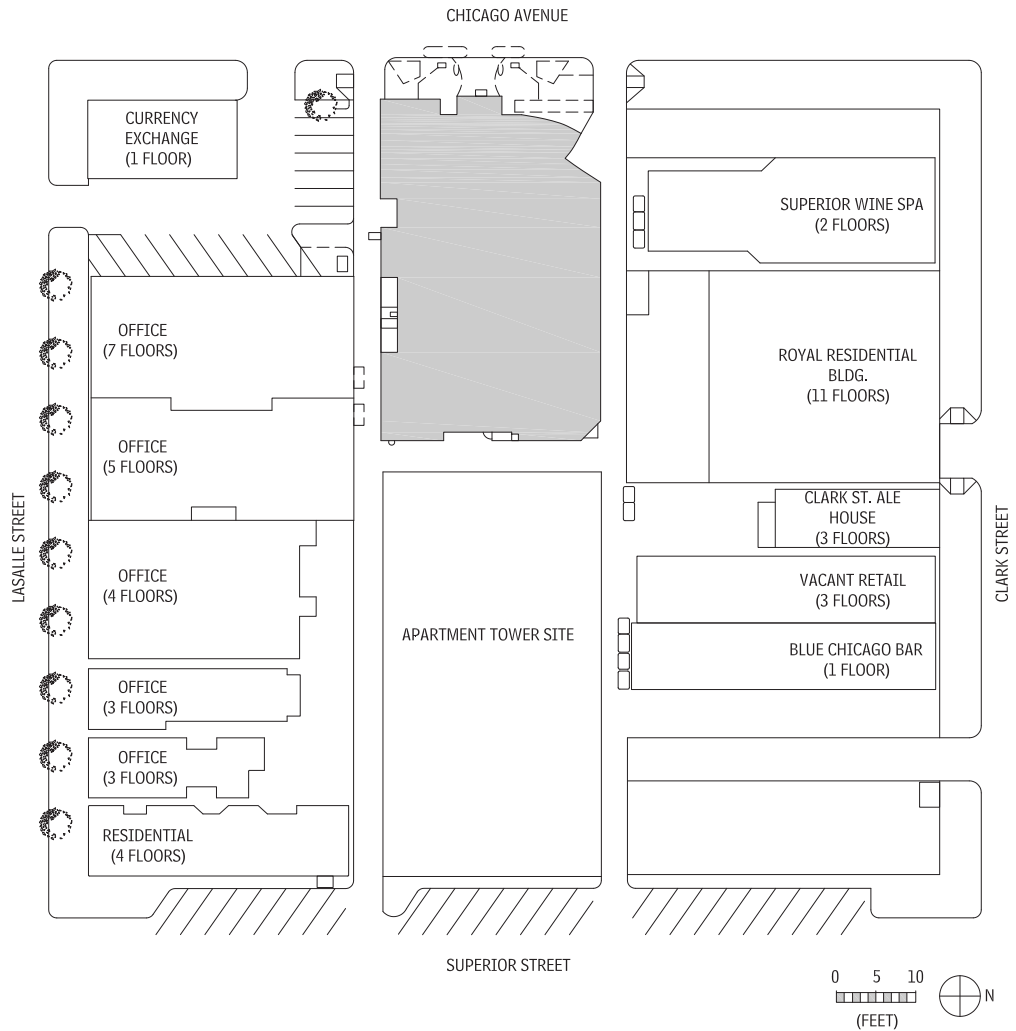 CHICAGO AVENUE
CURRENCY
EXCHANGE
(1 FLOOR)
SUPERIOR WINE SPA
(2 FLOORS)
OFFICE
(7 FLOORS)
ROYAL RESIDENTIAL
BLDG.
(11 FLOORS)
OFFICE
(5 FLOORS)
LASALLE STREET
CLARK ST. ALE
HOUSE
(3 FLOORS)
CLARK STREET
OFFICE
(4 FLOORS)
VACANT RETAIL
(3 FLOORS)
APARTMENT TOWER SITE
BLUE CHICAGO BAR
(1 FLOOR)
OFFICE
(3 FLOORS)
OFFICE
(3 FLOORS)
RESIDENTIAL
(4 FLOORS)
SUPERIOR STREET
0 5 10
(FEET)
N